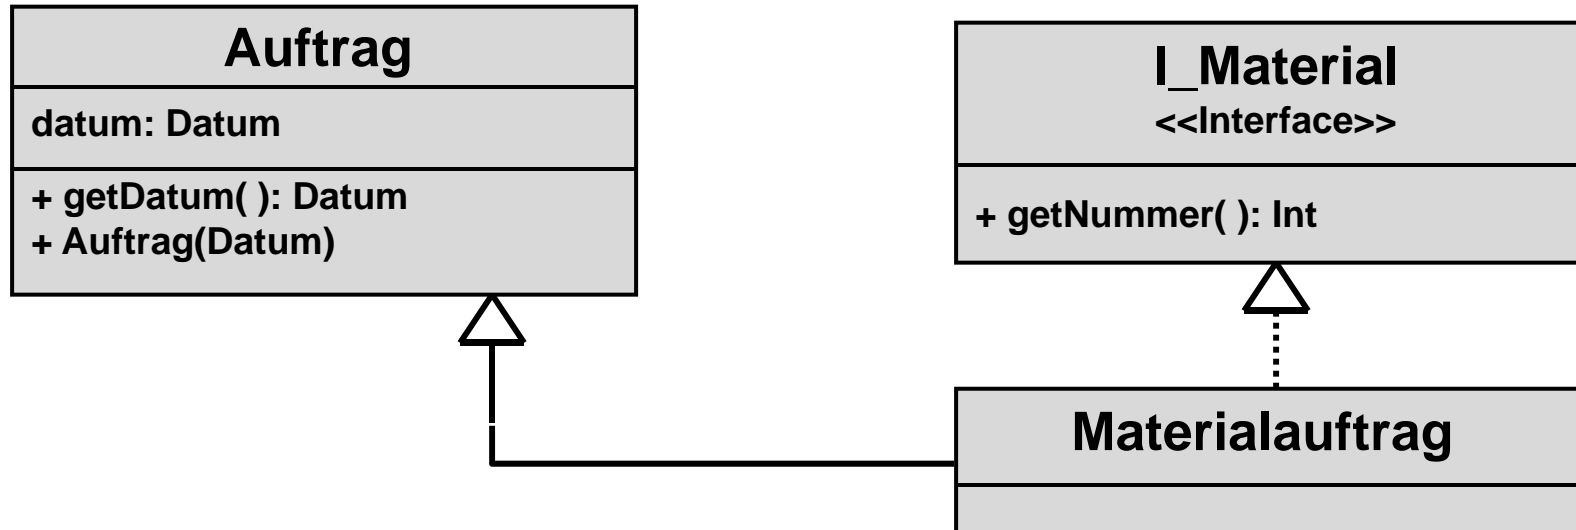 Auftrag
datum: Datum
+ getDatum( ): Datum
+ Auftrag(Datum)
I_Material
<<Interface>>
+ getNummer( ): Int
Materialauftrag